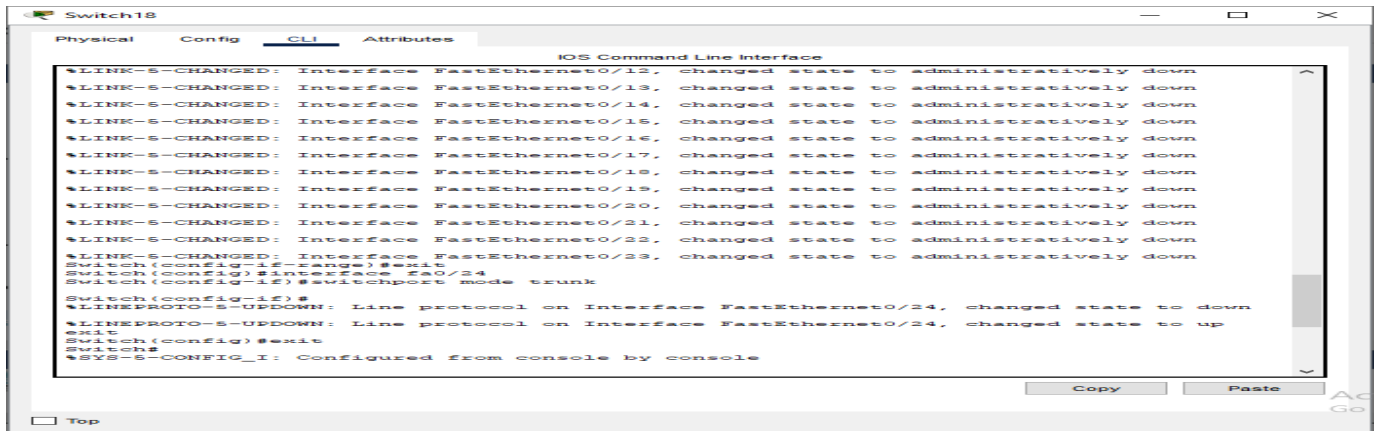 Switch18
Physical Config CLI Attributes
IOS Command Line Interface
%LINK-5-CHANGED: Interface FastEthernet0/12, changed state to administratively down
%LINK-5-CHANGED: Interface FastEthernet0/13, changed state to administratively down
%LINK-5-CHANGED: Interface FastEthernet0/14, changed state to administratively down
%LINK-5-CHANGED: Interface FastEthernet0/15, changed state to administratively down
%LINK-5-CHANGED: Interface FastEthernet0/16, changed state to administratively down
%LINK-5-CHANGED: Interface FastEthernet0/17, changed state to administratively down
%LINK-5-CHANGED: Interface FastEthernet0/18, changed state to administratively down
%LINK-5-CHANGED: Interface FastEthernet0/19, changed state to administratively down
%LINK-5-CHANGED: Interface FastEthernet0/20, changed state to administratively down
%LINK-5-CHANGED: Interface FastEthernet0/21, changed state to administratively down
%LINK-5-CHANGED: Interface FastEthernet0/22, changed state to administratively down
%LINK-5-CHANGED: Interface FastEthernet0/23, changed state to administratively down
Switch(config-if-range)#exit
Switch(config)#interface fa0/24
Switch(config-if)#switchport mode trunk
Switch(config-if)#
%LINEPROTO-5-UPDOWN: Line protocol on Interface FastEthernet0/24, changed state to down
%LINEPROTO-5-UPDOWN: Line protocol on Interface FastEthernet0/24, changed state to up
exit
Switch(config)#exit
Switch#
%SYS-5-CONFIG_I: Configured from console by console
Copy Paste
Top
Ac
Go